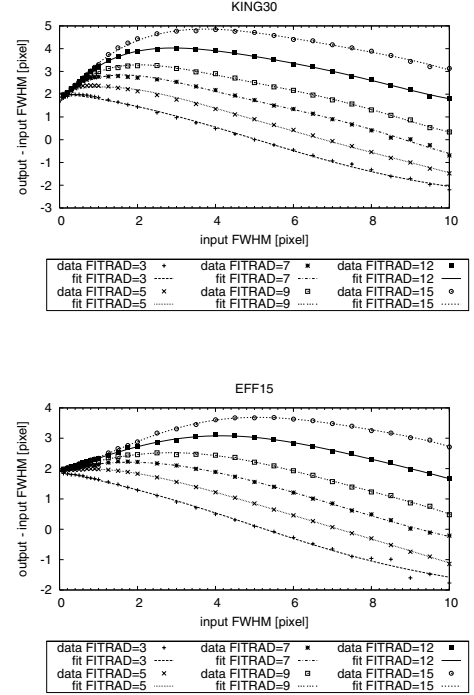 KING30
output - input FWHM [pixel]
5
4
3
2
1
0
-1
-2
-3
0 2 4 6 8 10
input FWHM [pixel]
data FITRAD=3 data FITRAD=7 data FITRAD=12
fit FITRAD=3 fit FITRAD=7 fit FITRAD=12
data FITRAD=5 data FITRAD=9 data FITRAD=15
fit FITRAD=5 fit FITRAD=9 fit FITRAD=15
EFF15
output - input FWHM [pixel]
4
3
2
1
0
-1
-2
0 2 4 6 8 10
input FWHM [pixel]
data FITRAD=3 data FITRAD=7 data FITRAD=12
fit FITRAD=3 fit FITRAD=7 fit FITRAD=12
data FITRAD=5 data FITRAD=9 data FITRAD=15
fit FITRAD=5 fit FITRAD=9 fit FITRAD=15